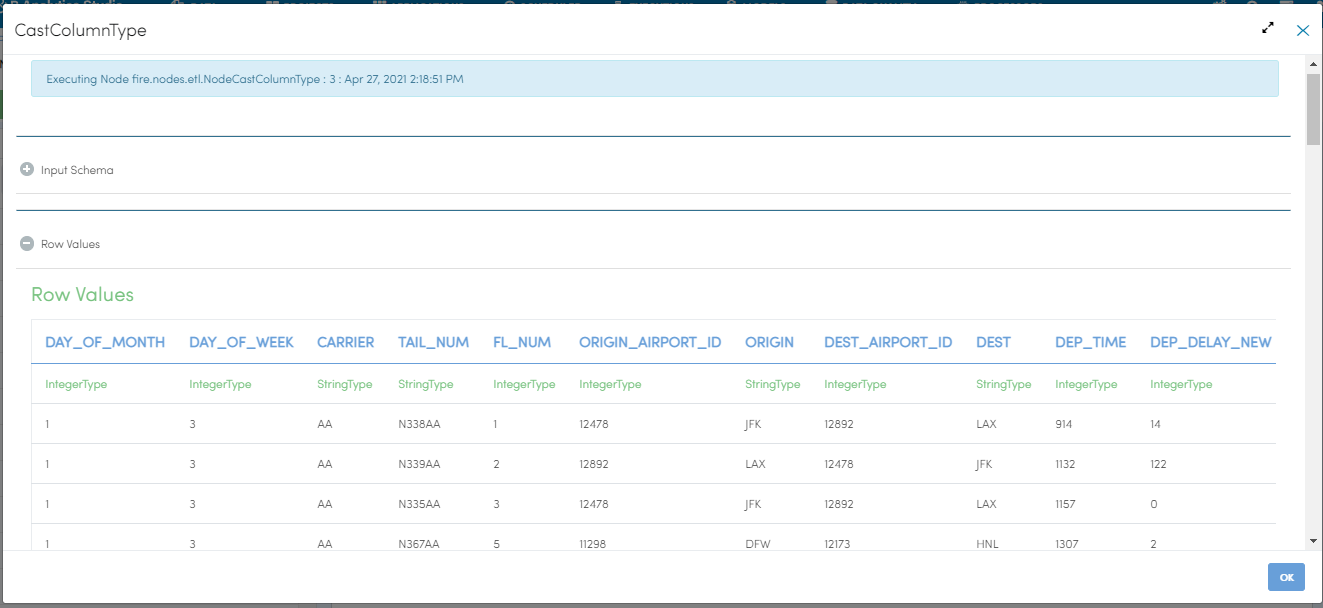 CastColumnType
Executing Node fire.nodes.etl.NodeCastColumnType : 3 : Apr 27, 2021 2:18:51 PM
Input Schema
Row Values
Row Values
DAY_OF_MONTH DAY_OF_WEEK CARRIER TAIL_NUM FL_NUM ORIGIN_AIRPORT_ID ORIGIN DEST_AIRPORT_ID DEST DEP_TIME DEP_DELAY_NEW
IntegerType IntegerType StringType StringType IntegerType IntegerType StringType IntegerType StringType IntegerType IntegerType
1 3 AA N338AA 1 12478 JFK 12892 LAX 914 14
1 3 AA N339AA 2 12892 LAX 12478 JFK 1132 122
1 3 AA N335AA 3 12478 JFK 12892 LAX 1157 0
1 3 AA N367AA 5 11298 DFW 12173 HNL 1307 2
OK